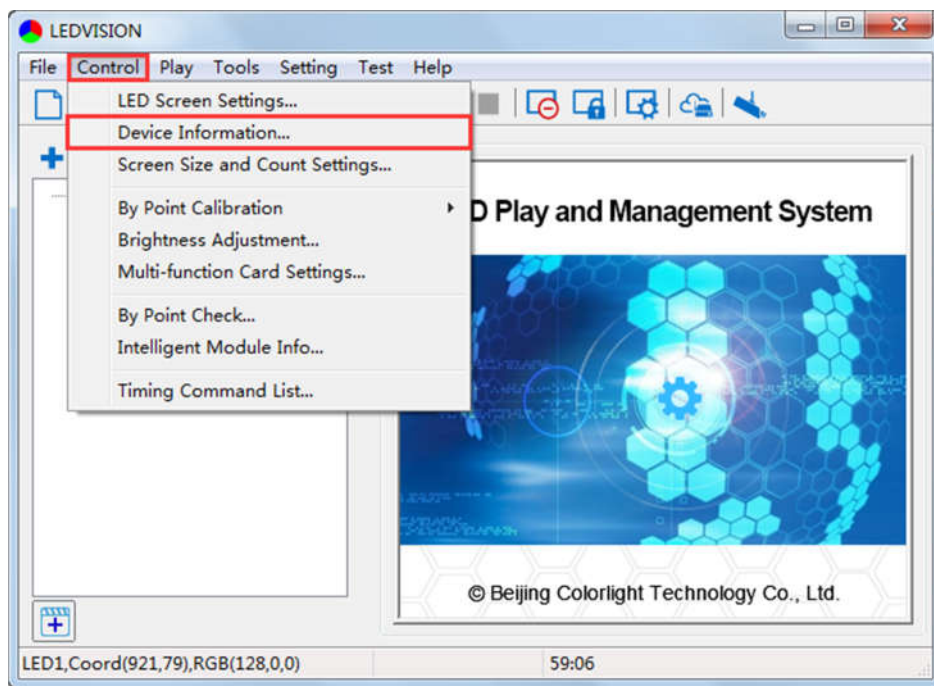 LEDVISION
File Control Play Tools Setting Test Help
LED Screen Settings...
Device Information...
Screen Size and Count Settings...
By Point Calibration
Brightness Adjustment...
Multi-function Card Settings...
By Point Check...
Intelligent Module Info...
Timing Command List...
D Play and Management System
© Beijing Colorlight Technology Co., Ltd.
LED1,Coord(921,79),RGB(128,0,0) 59:06